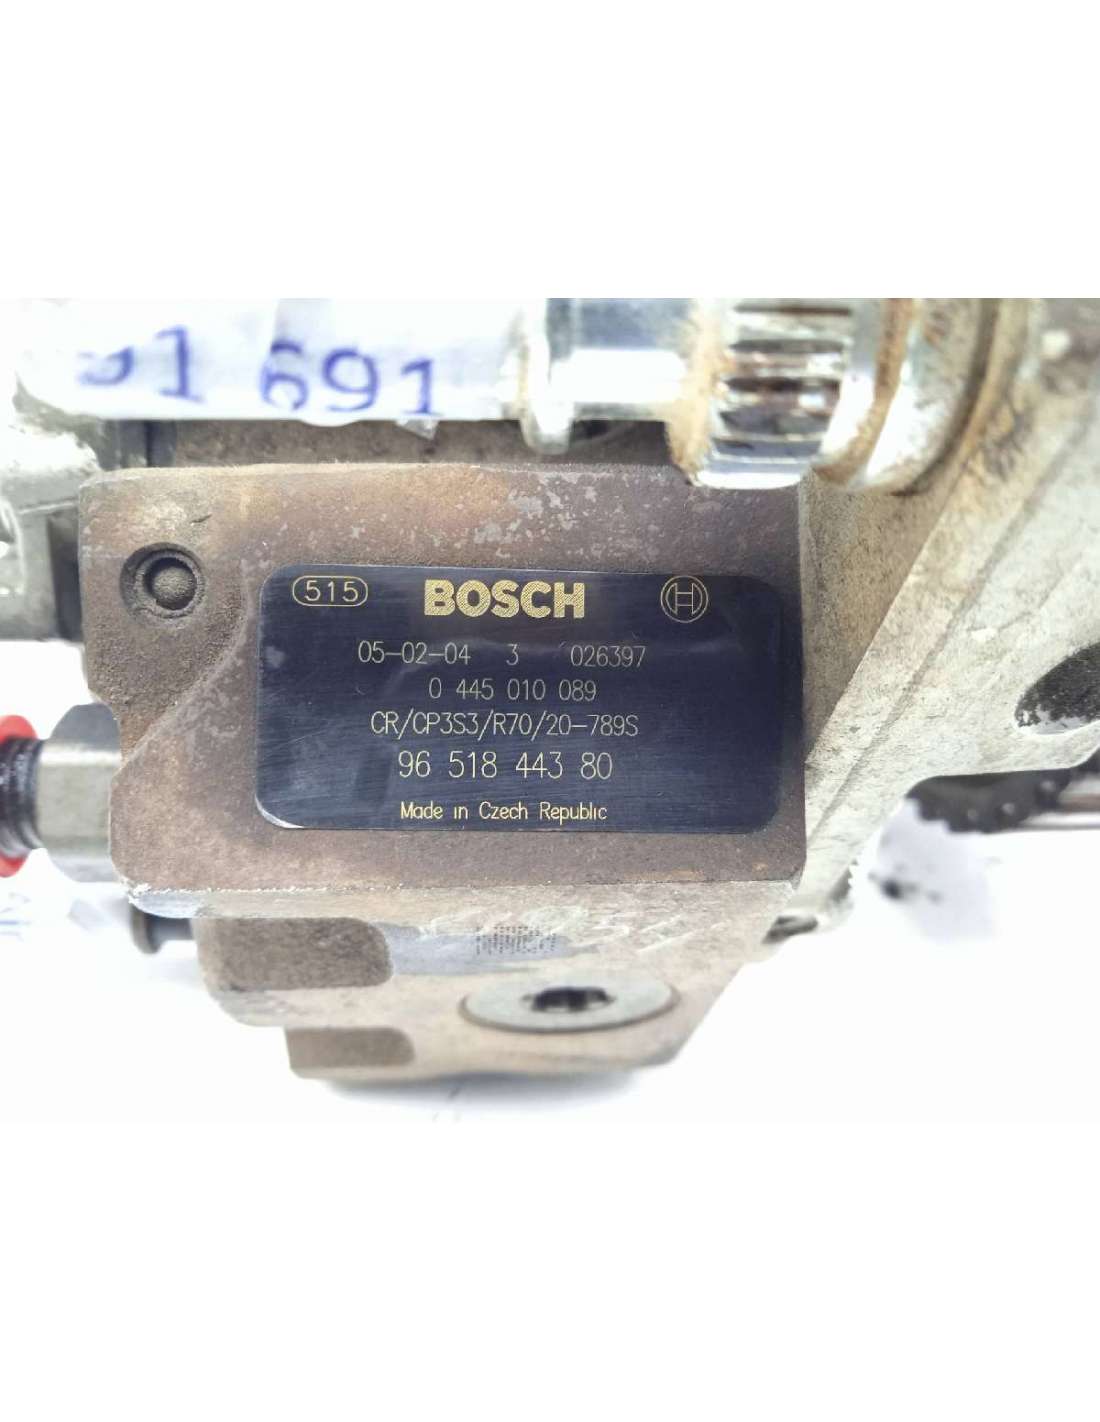 91 691
515 BOSCH
05-02-04 3 026397
0 445 010 089
CR/CP3S3/R70/20-789S
96 518 443 80
Made in Czech Republic